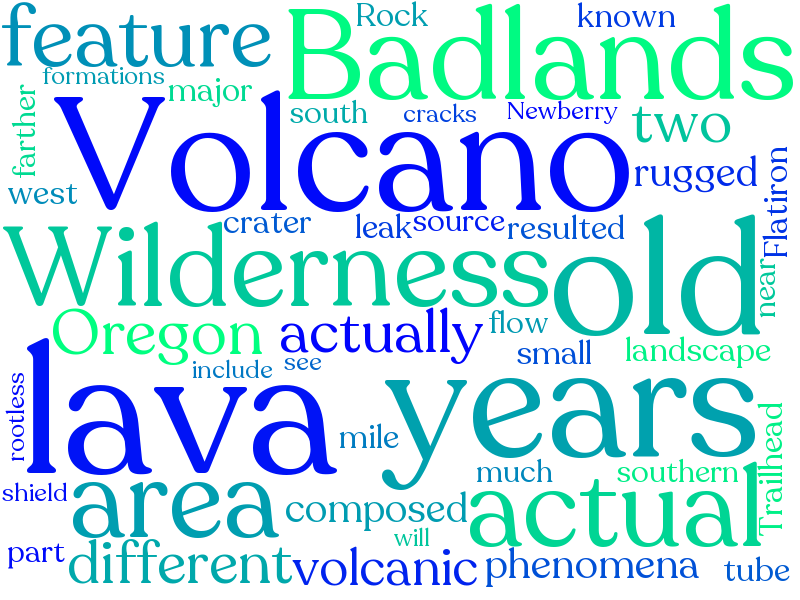 feature
Rock
Badlands
known
formations
major
farther
south
cracks
Newberry
two
Volcano
rugged
west
Flatiron
crater
leak
source
resulted
Wilderness
old
near
Oregon
actually
flow
small
landscape
include
see
rootless
lava
years
mile
Trailhead
much
southern
shield
area
composed
actual
will
part
different
volcanic
phenomena
tube